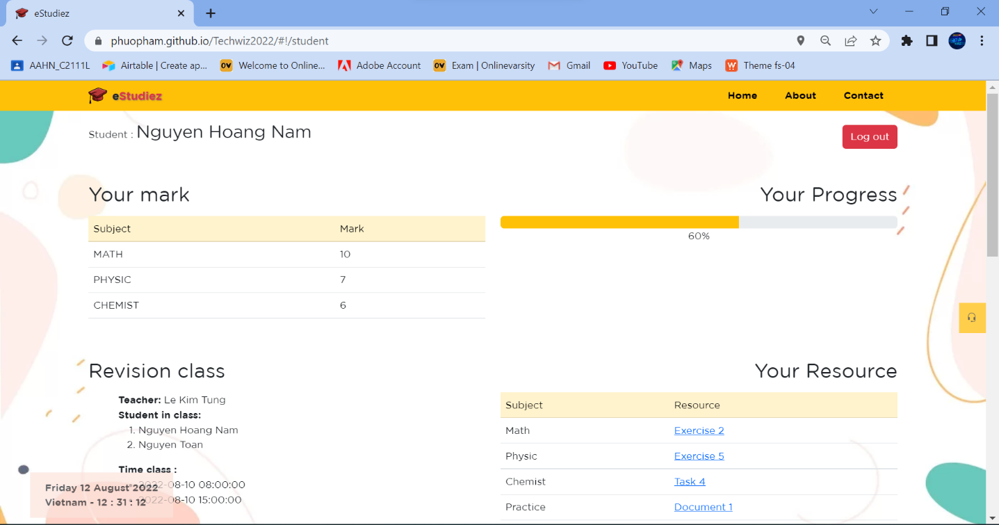 eStudiez
phuopham.github.io/Techwiz2022/#!/student
AAHN_C2111L
Airtable | Create ap...
Welcome to Online...
Adobe Account
Exam | Onlinevarsity
Gmail
YouTube
Maps
Theme fs-04
eStudiez
Home About Contact
Student : Nguyen Hoang Nam
Log out
Your mark
Subject Mark
MATH 10
PHYSIC 7
CHEMIST 6
Your Progress
60%
Revision class
Teacher: Le Kim Tung
Student in class:
1. Nguyen Hoang Nam
2. Nguyen Toan
Time class :
2022-08-10 08:00:00
2022-08-10 15:00:00
Friday 12 August 2022
Vietnam - 12 : 31 : 12
Your Resource
Subject Resource
Math Exercise 2
Physic Exercise 5
Chemist Task 4
Practice Document 1